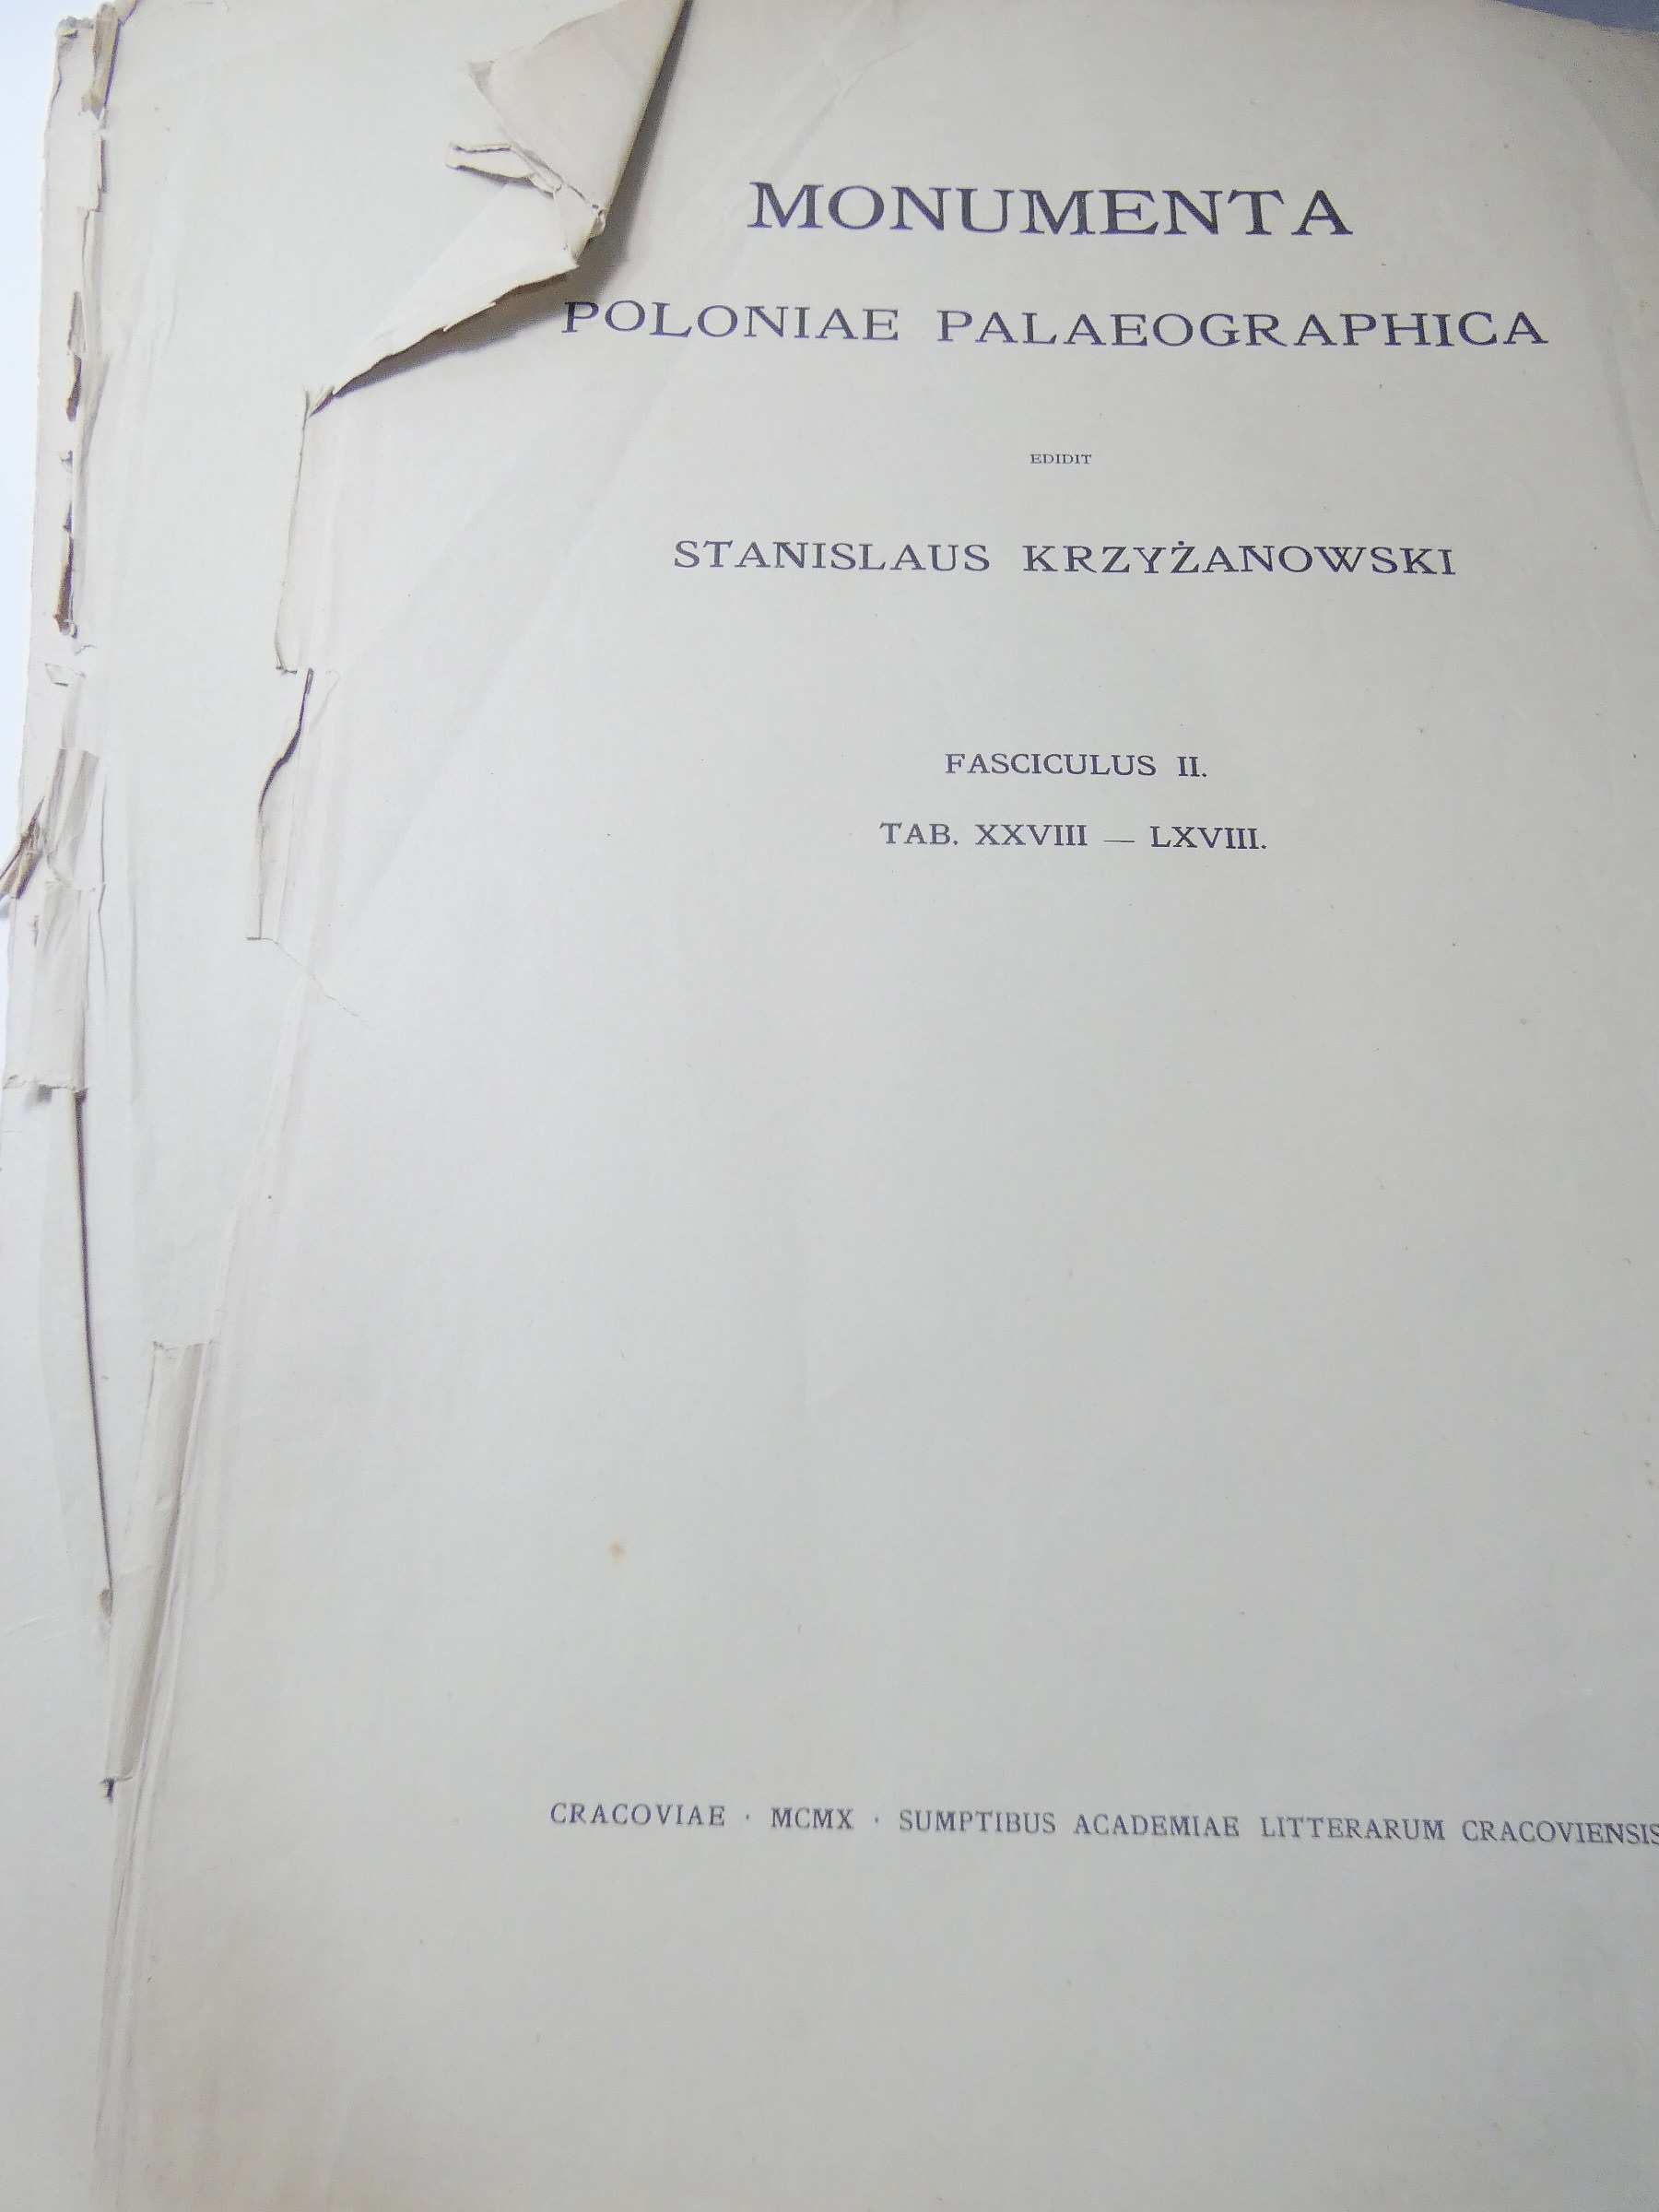 MONUMENTA
POLONIAE PALAEOGRAPHICA
EDIDIT
STANISLAUS KRZYŻANOWSKI
FASCICULUS II.
TAB. XXVIII — LXVIII.
CRACOVIAE · MCMX · SUMPTIBUS ACADEMIAE LITTERARUM CRACOVIENSIS